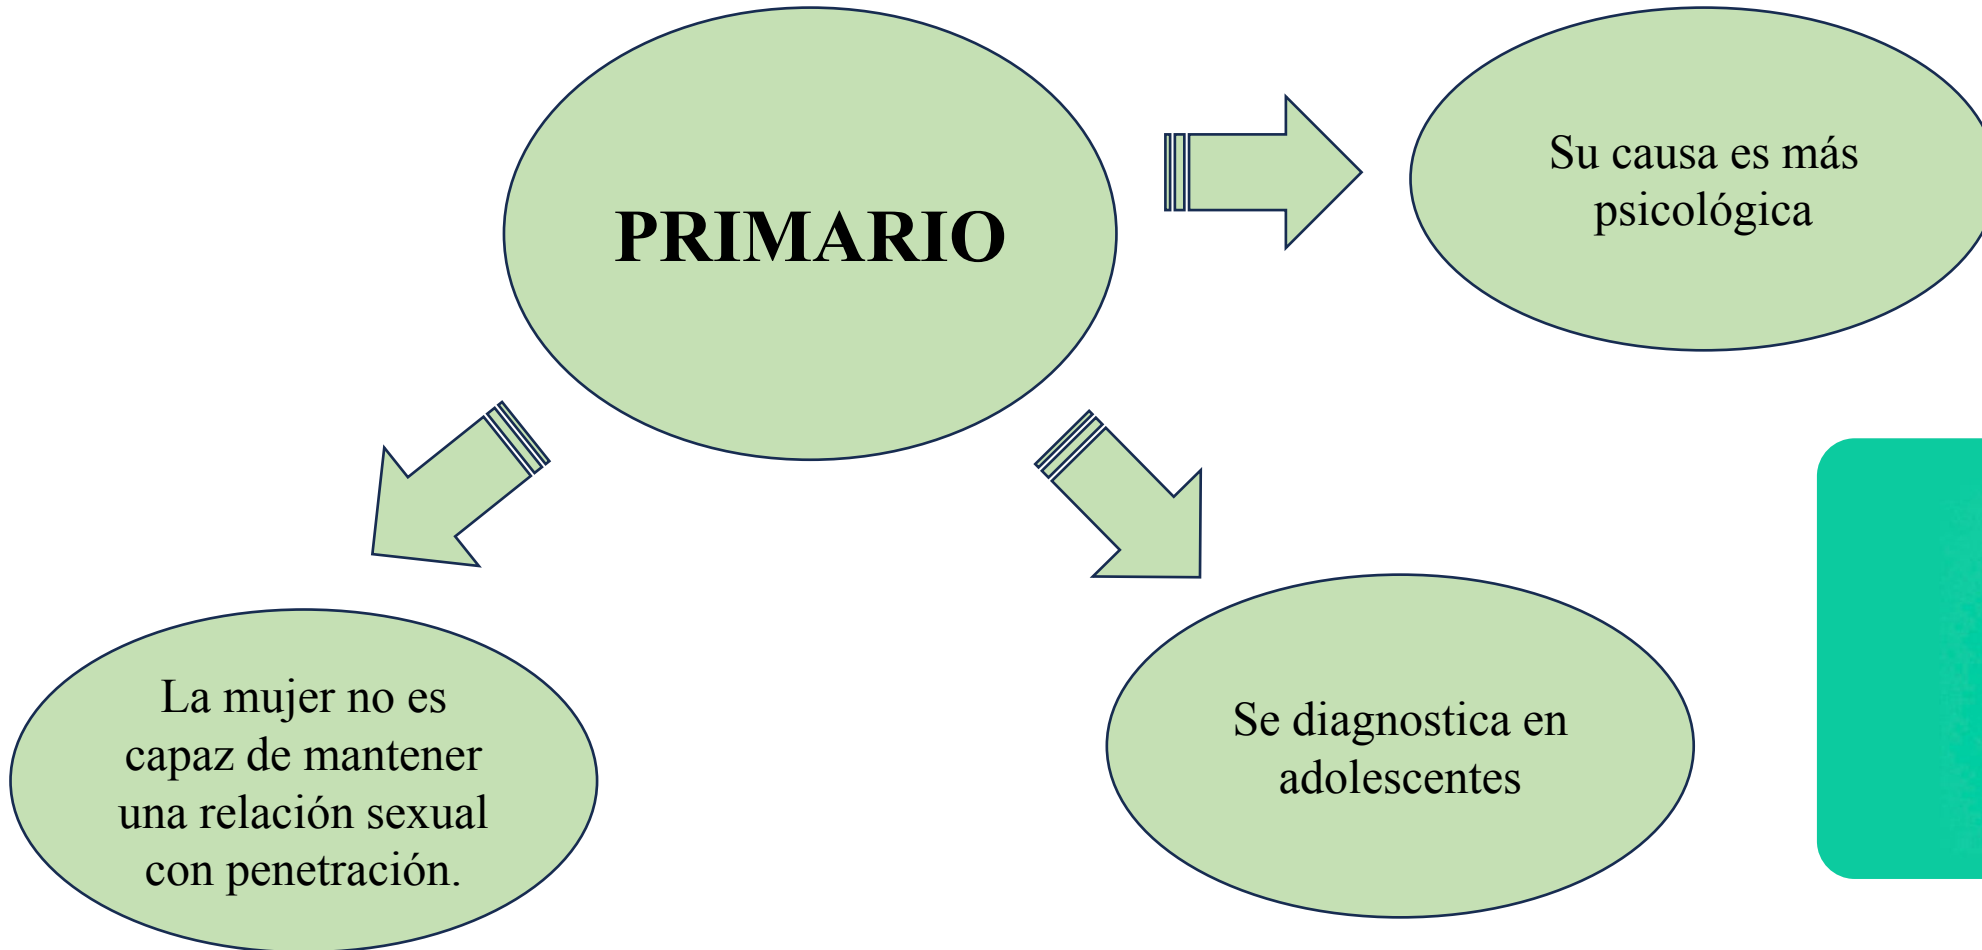 PRIMARIO
Su causa es más
psicológica
La mujer no es
capaz de mantener
una relación sexual
con penetración.
Se diagnostica en
adolescentes